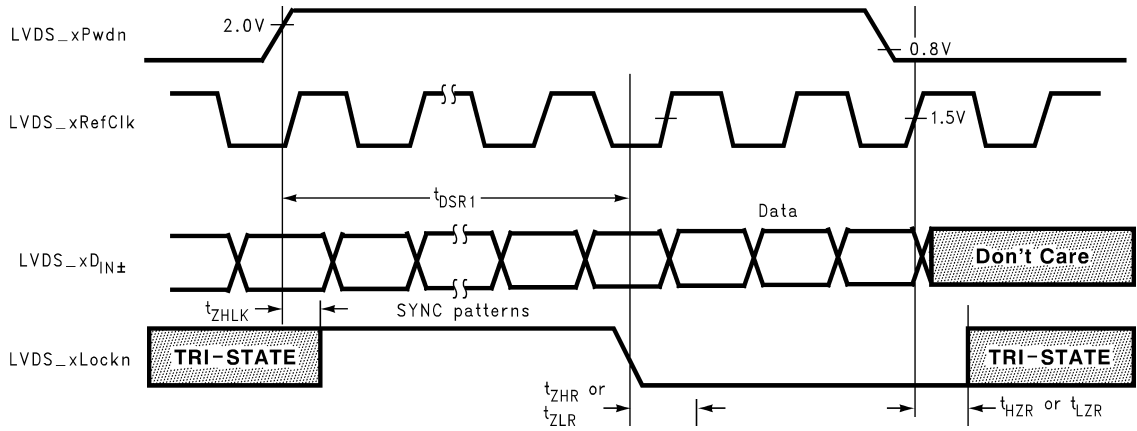 LVDS_xPwdn
2.0V
0.8V
LVDS_xRefClk
1.5V
tDSR1
Data
LVDS_xDIN±
Don't Care
tZHLK
SYNC patterns
LVDS_xLockn
TRI-STATE
TRI-STATE
tZHR or
tZLR
tHZR or tLZR